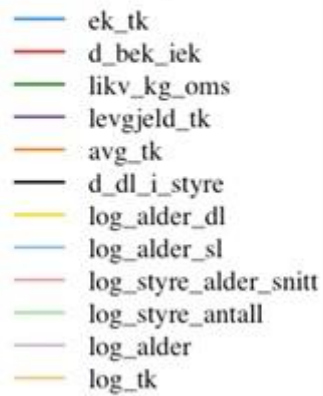 ek_tk
d_bek_iek
likv_kg_oms
levgjeld_tk
avg_tk
d_dl_i_styre
log_alder_dl
log_alder_sl
log_styre_alder_snitt
log_styre_antall
log_alder
log_tk